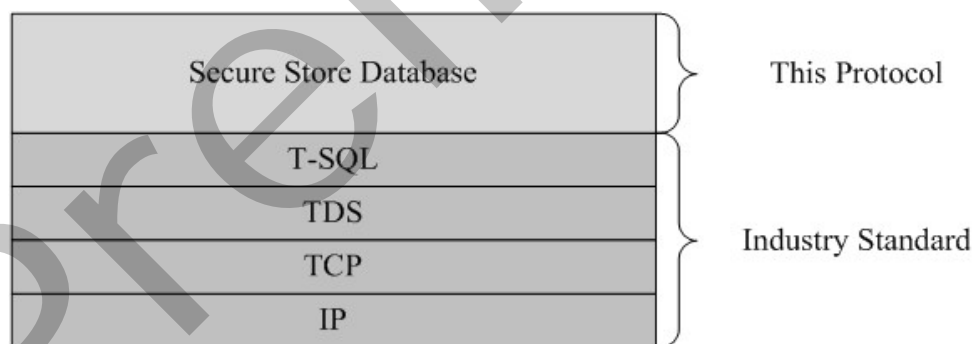 Secure Store Database
This Protocol
T-SQL
TDS
TCP
IP
Industry Standard